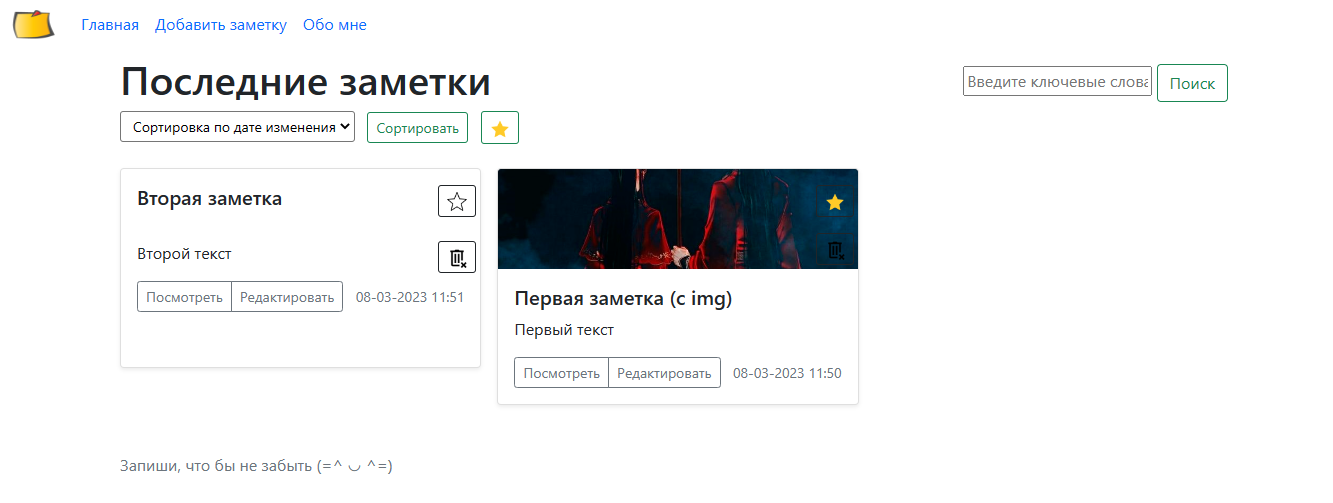 Главная Добавить заметку Обо мне
Последние заметки
Введите ключевые слова Поиск
Сортировка по дате изменения Сортировать
Вторая заметка
Второй текст
Посмотреть Редактировать 08-03-2023 11:51
Первая заметка (с img)
Первый текст
Посмотреть Редактировать 08-03-2023 11:50
Запиши, что бы не забыть (=^ ◡ ^=)